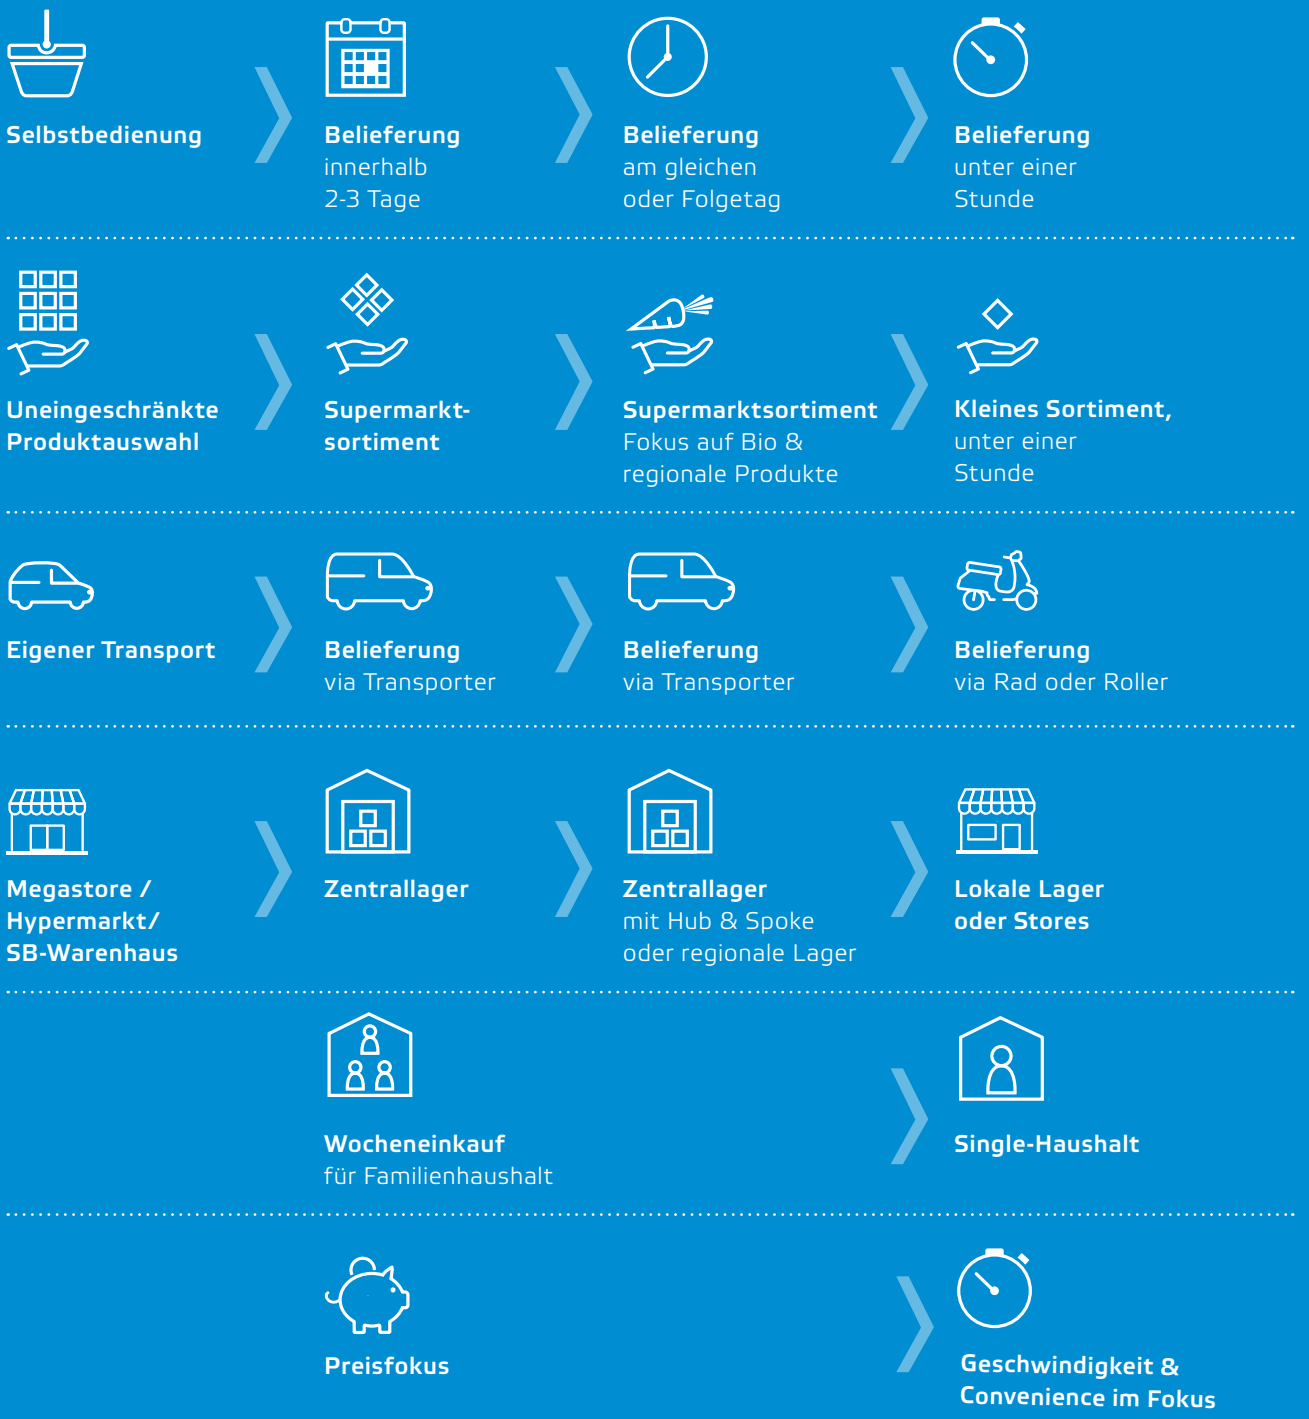 Selbstbedienung
Belieferung
innerhalb
2-3 Tage
Belieferung
am gleichen
oder Folgetag
Belieferung
unter einer
Stunde
Uneingeschränkte
Produktauswahl
Supermarkt-
sortiment
Supermarktsortiment
Fokus auf Bio &
regionale Produkte
Kleines Sortiment,
unter einer
Stunde
Eigener Transport
Belieferung
via Transporter
Belieferung
via Transporter
Belieferung
via Rad oder Roller
Megastore /
Hypermarkt/
SB-Warenhaus
Zentrallager
Zentrallager
mit Hub & Spoke
oder regionale Lager
Lokale Lager
oder Stores
Wocheneinkauf
für Familienhaushalt
Single-Haushalt
Preisfokus
Geschwindigkeit &
Convenience im Fokus